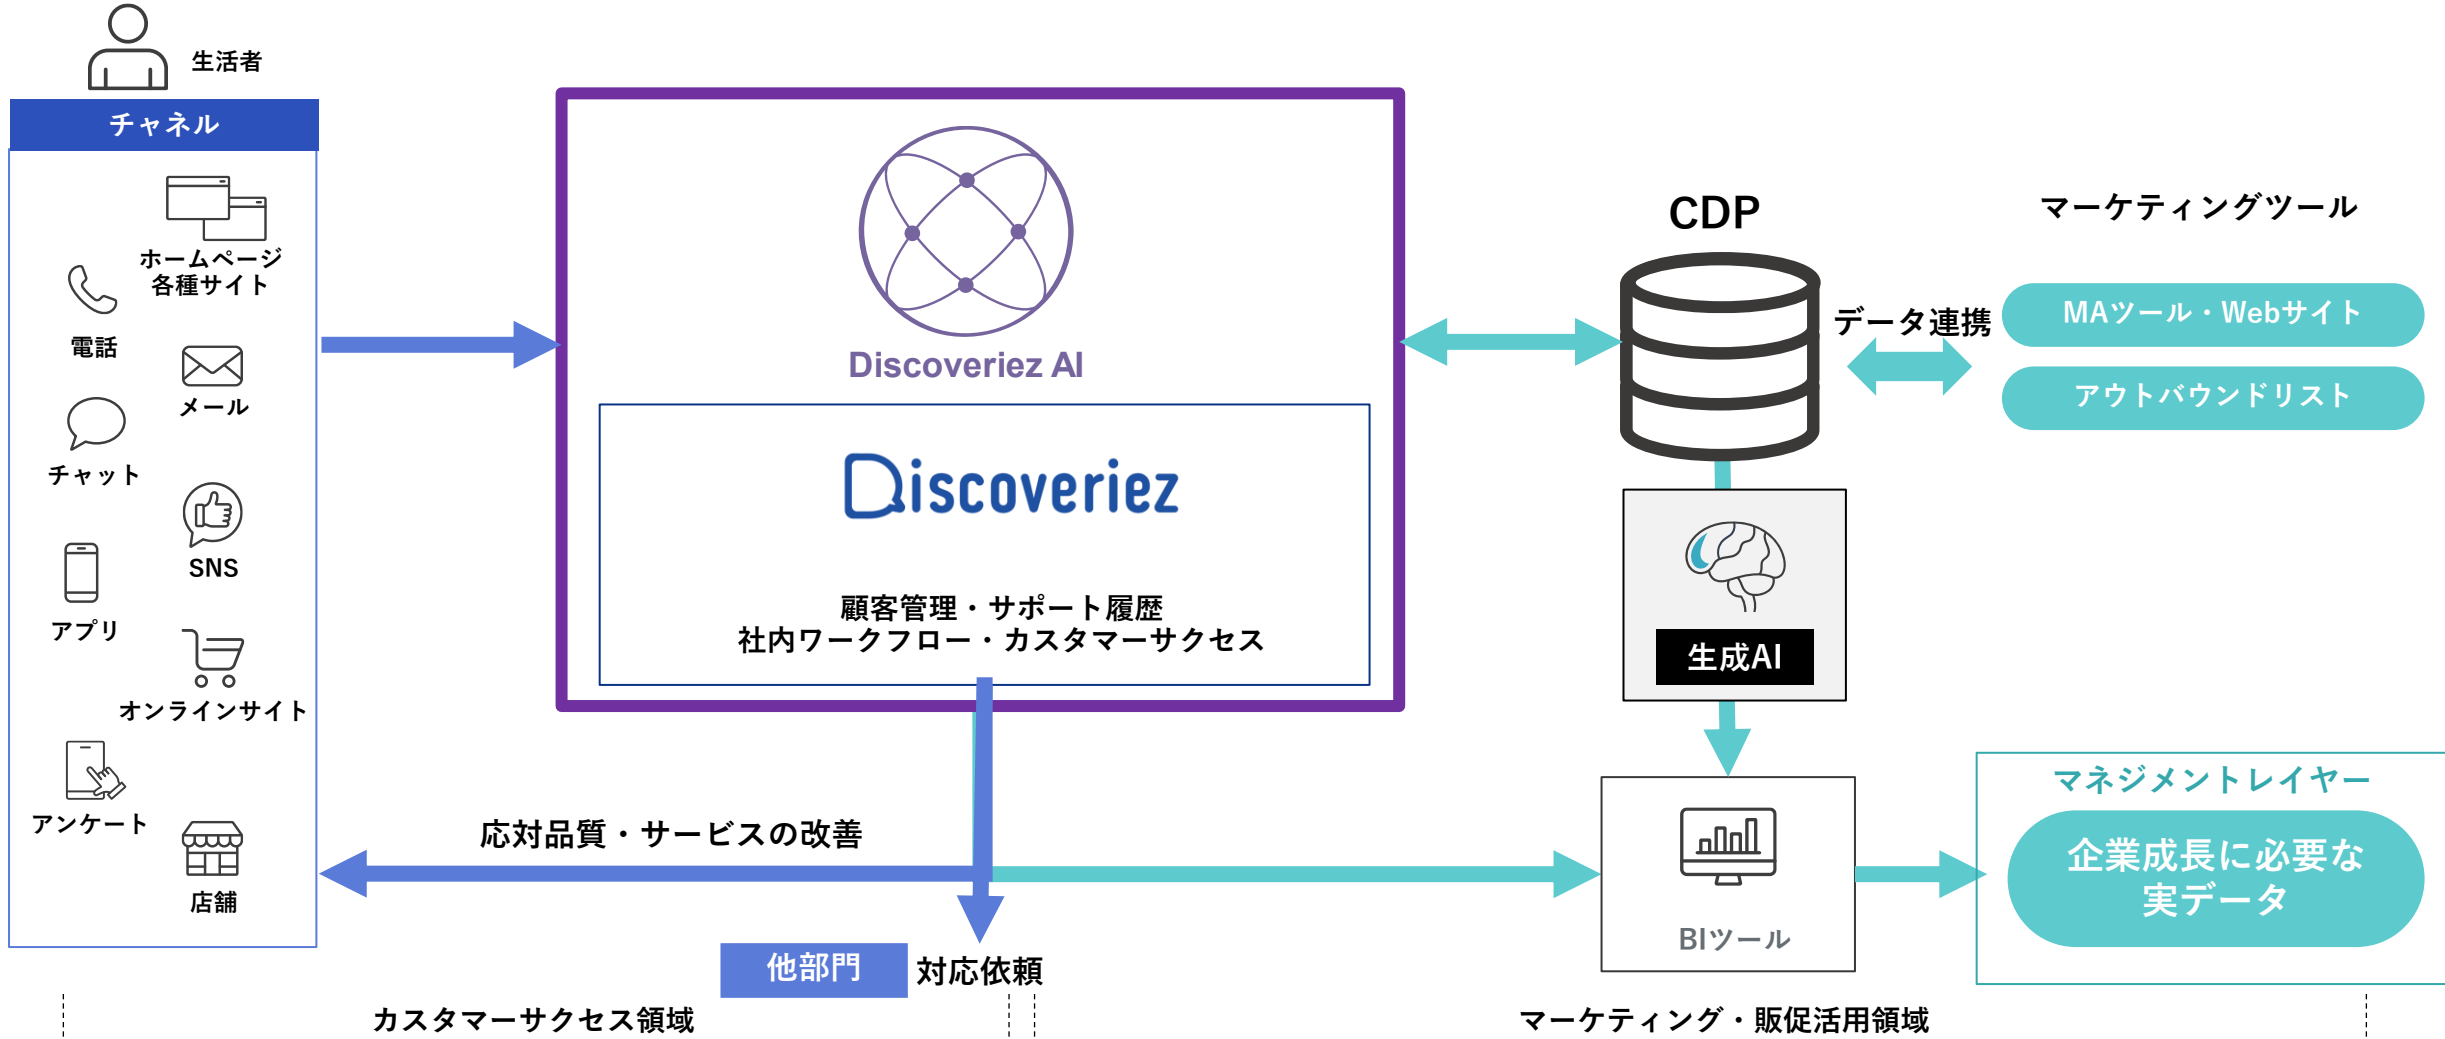 生活者
チャネル
ホームページ
各種サイト
電話
メール
チャット
SNS
アプリ
オンラインサイト
アンケート
店舗
Discoveriez AI
Discoveriez
顧客管理・サポート履歴
社内ワークフロー・カスタマーサクセス
応対品質・サービスの改善
他部門
対応依頼
CDP
データ連携
マーケティングツール
MAツール・Webサイト
アウトバウンドリスト
生成AI
BIツール
マネジメントレイヤー
企業成長に必要な
実データ
カスタマーサクセス領域
マーケティング・販促活用領域